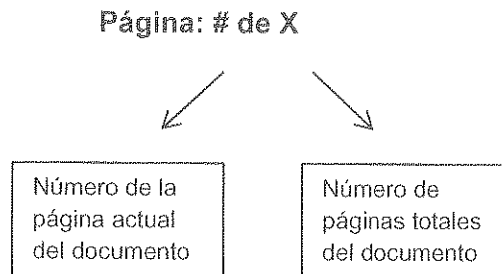 Página: # de X
Número de la
página actual
del documento
Número de
páginas totales
del documento